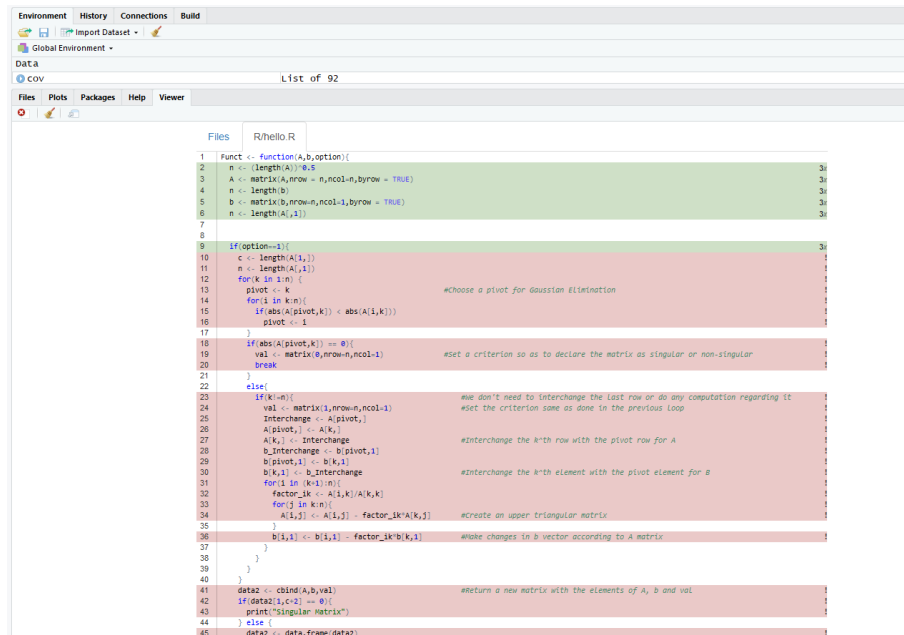 Environment History Connections Build
Import Dataset
Global Environment
Data
cov List of 92
Files Plots Packages Help Viewer
Files R/hello.R
1 Funct <- function(A,b,option){
2 n <- (length(A))^0.5 3x
3 A <- matrix(A,nrow = n,ncol=n,byrow = TRUE) 3x
4 n <- length(b) 3x
5 b <- matrix(b,nrow=n,ncol=1,byrow = TRUE) 3x
6 n <- length(A[,1]) 3x
7
8
9 if(option==1){ 3x
10 c <- length(A[1,]) !
11 n <- length(A[,1]) !
12 for(k in 1:n) { !
13 pivot <- k #Choose a pivot for Gaussian Elimination !
14 for(i in k:n){ !
15 if(abs(A[pivot,k]) < abs(A[i,k])) !
16 pivot <- i !
17 }
18 if(abs(A[pivot,k]) == 0){ !
19 val <- matrix(0,nrow=n,ncol=1) #Set a criterion so as to declare the matrix as singular or non-singular !
20 break !
21 }
22 else{
23 if(k!=n){ #We don't need to interchange the last row or do any computation regarding it !
24 val <- matrix(1,nrow=n,ncol=1) #Set the criterion same as done in the previous loop !
25 Interchange <- A[pivot,] !
26 A[pivot,] <- A[k,] !
27 A[k,] <- Interchange #Interchange the k^th row with the pivot row for A !
28 b_Interchange <- b[pivot,1] !
29 b[pivot,1] <- b[k,1] !
30 b[k,1] <- b_Interchange #Interchange the k^th element with the pivot element for B !
31 for(i in (k+1):n){ !
32 factor_ik <- A[i,k]/A[k,k] !
33 for(j in k:n){ !
34 A[i,j] <- A[i,j] - factor_ik*A[k,j] #Create an upper triangular matrix !
35 }
36 b[i,1] <- b[i,1] - factor_ik*b[k,1] #Make changes in b vector according to A matrix !
37 }
38 }
39 }
40 }
41 data2 <- cbind(A,b,val) #Return a new matrix with the elements of A, b and val !
42 if(data2[1,c+2] == 0){ !
43 print("Singular Matrix") !
44 } else {
45 data2 <- data.frame(data2) !